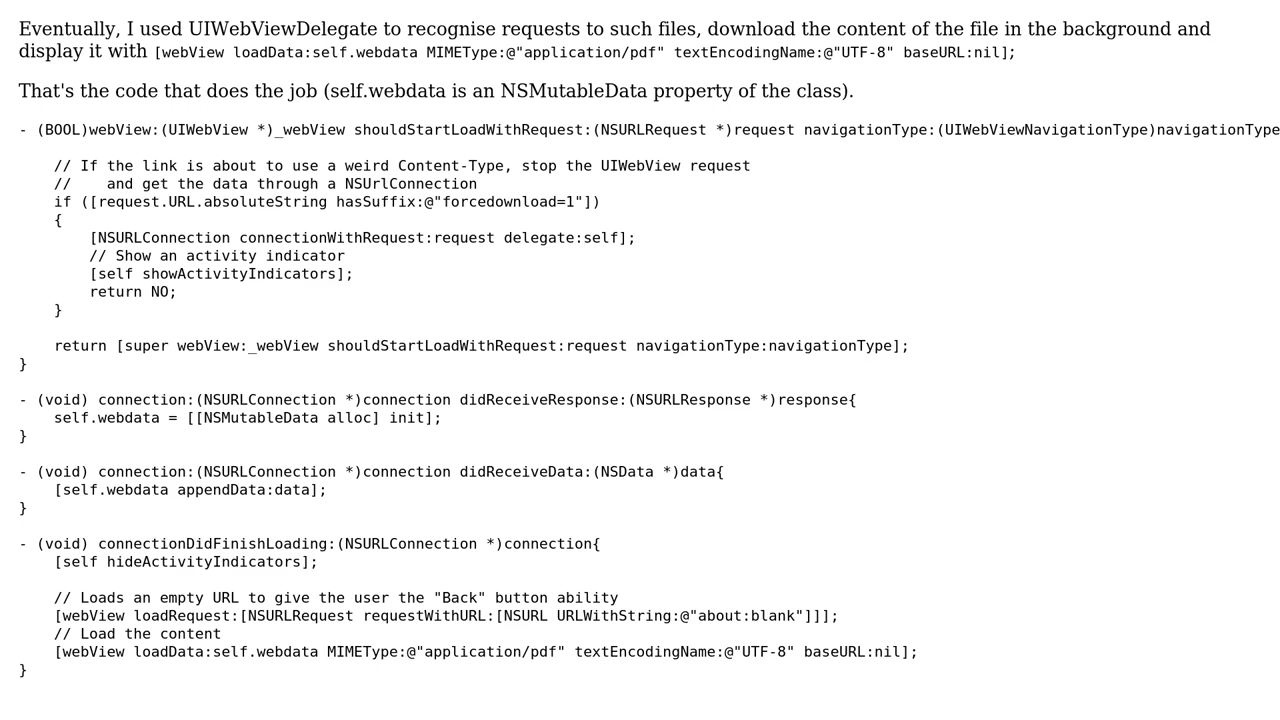 Eventually, I used UIWebViewDelegate to recognise requests to such files, download the content of the file in the background and
display it with [webView loadData:self.webdata MIMEType:@"application/pdf" textEncodingName:@"UTF-8" baseURL:nil];
That's the code that does the job (self.webdata is an NSMutableData property of the class).
- (BOOL)webView:(UIWebView *)_webView shouldStartLoadWithRequest:(NSURLRequest *)request navigationType:(UIWebViewNavigationType)navigationType
    // If the link is about to use a weird Content-Type, stop the UIWebView request
    //    and get the data through a NSUrlConnection
    if ([request.URL.absoluteString hasSuffix:@"forcedownload=1"])
    {
        [NSURLConnection connectionWithRequest:request delegate:self];
        // Show an activity indicator
        [self showActivityIndicators];
        return NO;
    }
    return [super webView:_webView shouldStartLoadWithRequest:request navigationType:navigationType];
}
- (void) connection:(NSURLConnection *)connection didReceiveResponse:(NSURLResponse *)response{
    self.webdata = [[NSMutableData alloc] init];
}
- (void) connection:(NSURLConnection *)connection didReceiveData:(NSData *)data{
    [self.webdata appendData:data];
}
- (void) connectionDidFinishLoading:(NSURLConnection *)connection{
    [self hideActivityIndicators];
    // Loads an empty URL to give the user the "Back" button ability
    [webView loadRequest:[NSURLRequest requestWithURL:[NSURL URLWithString:@"about:blank"]]];
    // Load the content
    [webView loadData:self.webdata MIMEType:@"application/pdf" textEncodingName:@"UTF-8" baseURL:nil];
}